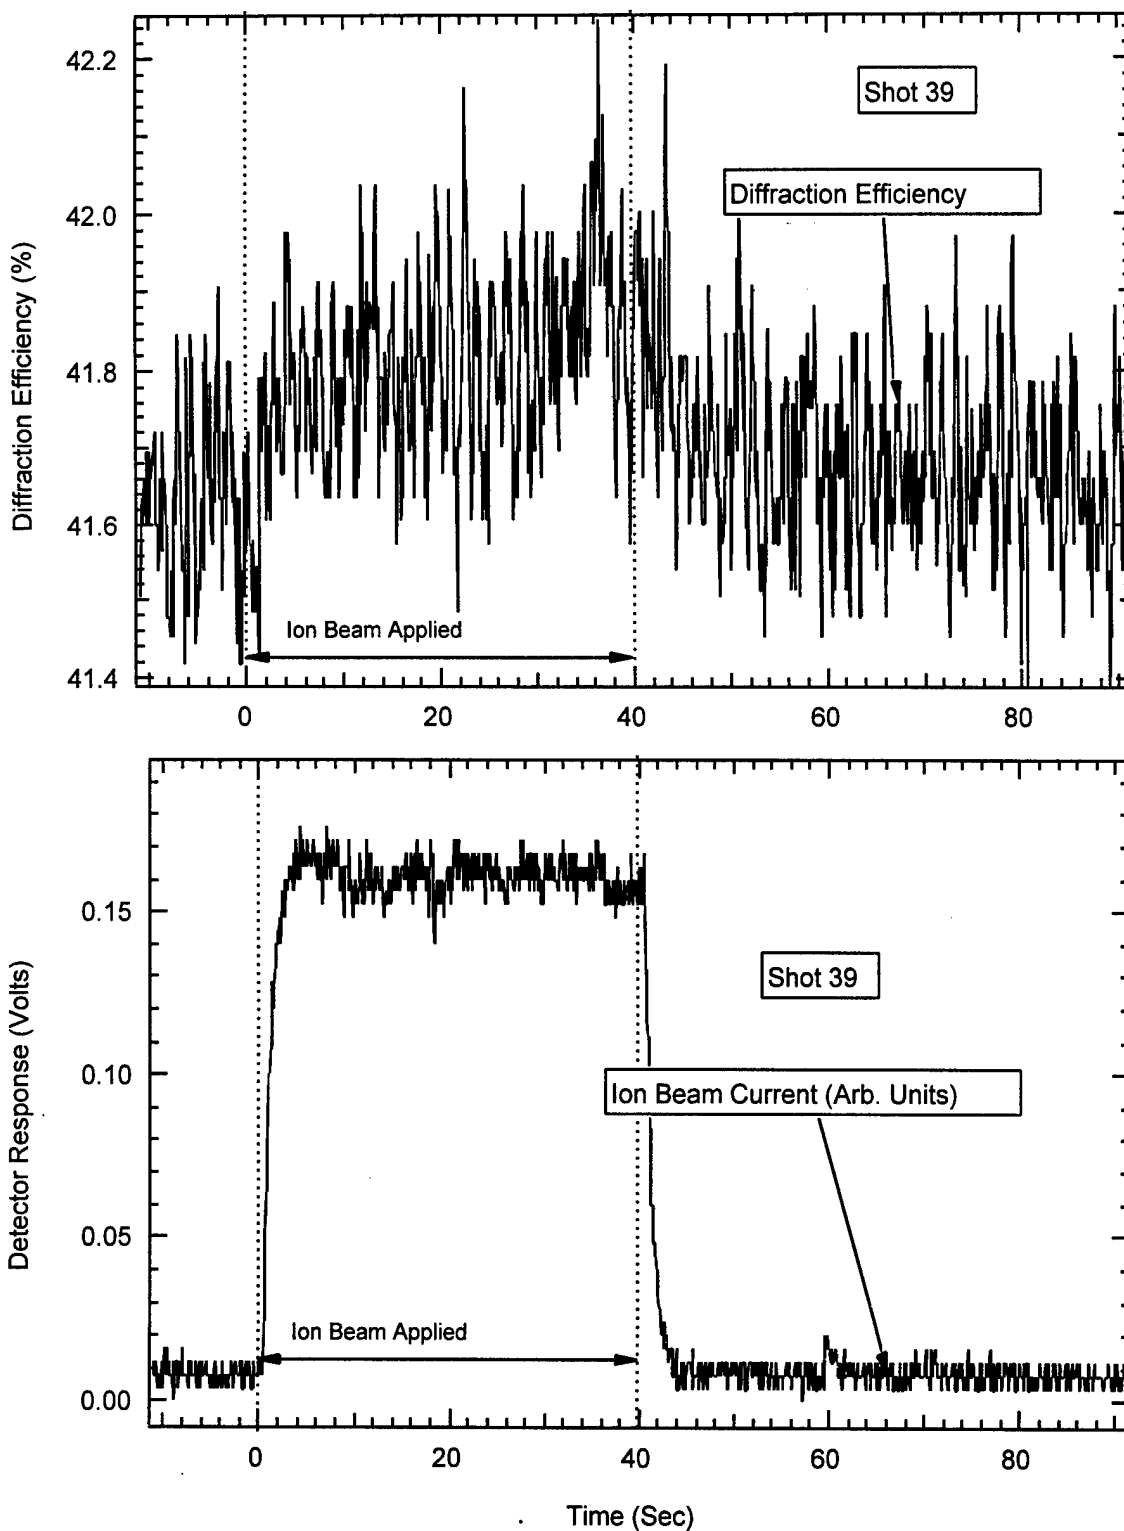 42.2
42.0
41.8
41.6
41.4
Diffraction Efficiency (%)
Shot 39
Diffraction Efficiency
Ion Beam Applied
0 20 40 60 80
0.15
0.10
0.05
0.00
Detector Response (Volts)
Shot 39
Ion Beam Current (Arb. Units)
Ion Beam Applied
0 20 40 60 80
Time (Sec)